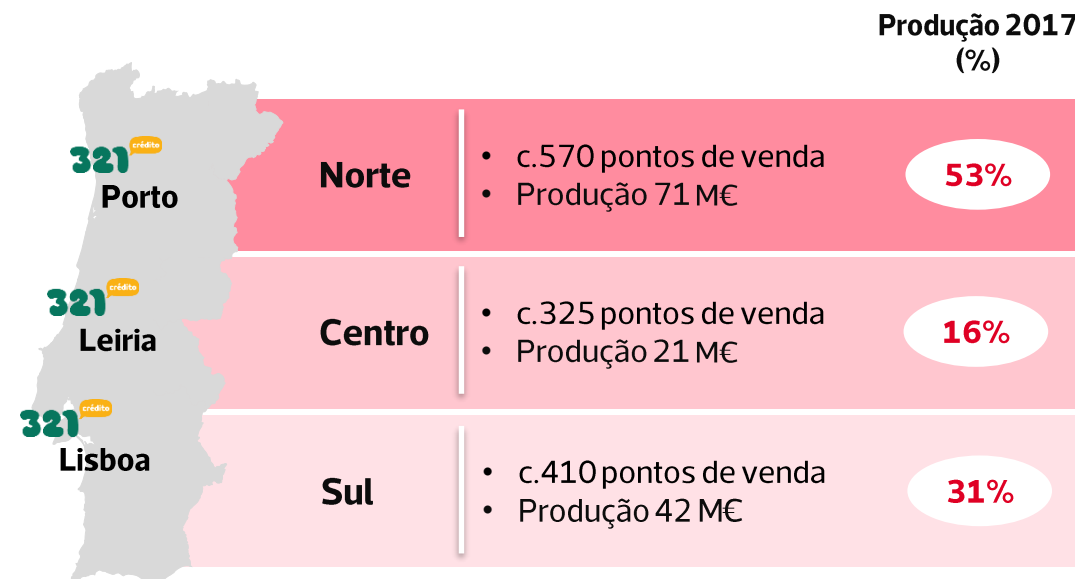 Produção 2017
(%)
321 crédito
Porto
Norte
• c.570 pontos de venda
• Produção 71 M€
53%
321 crédito
Leiria
Centro
• c.325 pontos de venda
• Produção 21 M€
16%
321 crédito
Lisboa
Sul
• c.410 pontos de venda
• Produção 42 M€
31%